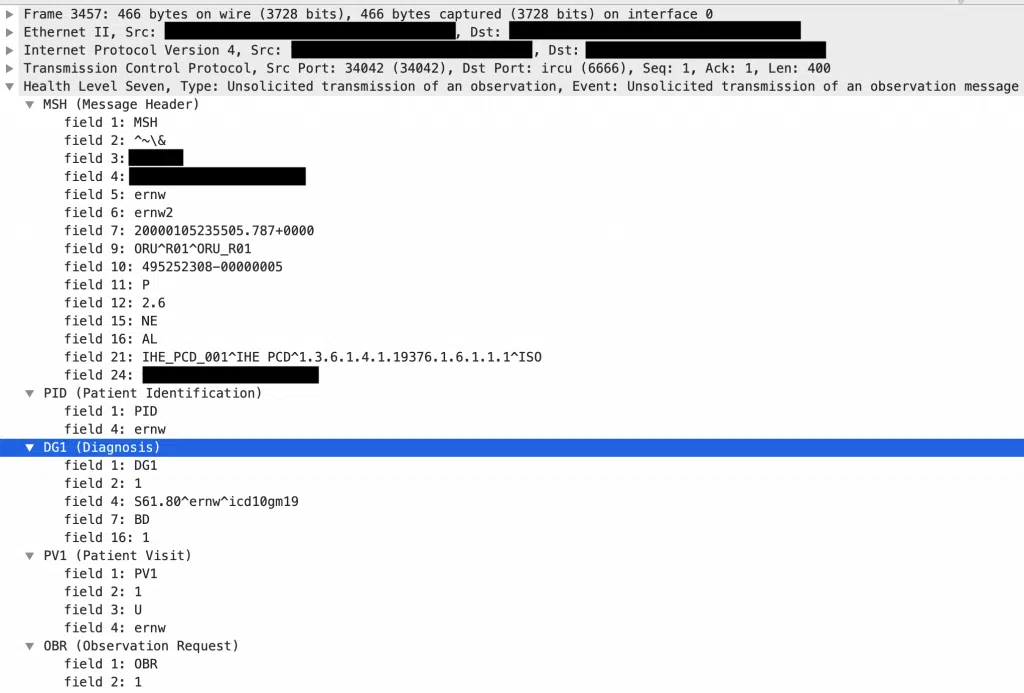 Frame 3457: 466 bytes on wire (3728 bits), 466 bytes captured (3728 bits) on interface 0
Ethernet II, Src: , Dst:
Internet Protocol Version 4, Src: , Dst:
Transmission Control Protocol, Src Port: 34042 (34042), Dst Port: ircu (6666), Seq: 1, Ack: 1, Len: 400
Health Level Seven, Type: Unsolicited transmission of an observation, Event: Unsolicited transmission of an observation message
MSH (Message Header)
field 1: MSH
field 2: ^~\&
field 3:
field 4:
field 5: ernw
field 6: ernw2
field 7: 20000105235505.787+0000
field 9: ORU^R01^ORU_R01
field 10: 495252308-00000005
field 11: P
field 12: 2.6
field 15: NE
field 16: AL
field 21: IHE_PCD_001^IHE PCD^1.3.6.1.4.1.19376.1.6.1.1.1^ISO
field 24:
PID (Patient Identification)
field 1: PID
field 4: ernw
DG1 (Diagnosis)
field 1: DG1
field 2: 1
field 4: S61.80^ernw^icd10gm19
field 7: BD
field 16: 1
PV1 (Patient Visit)
field 1: PV1
field 2: 1
field 3: U
field 4: ernw
OBR (Observation Request)
field 1: OBR
field 2: 1